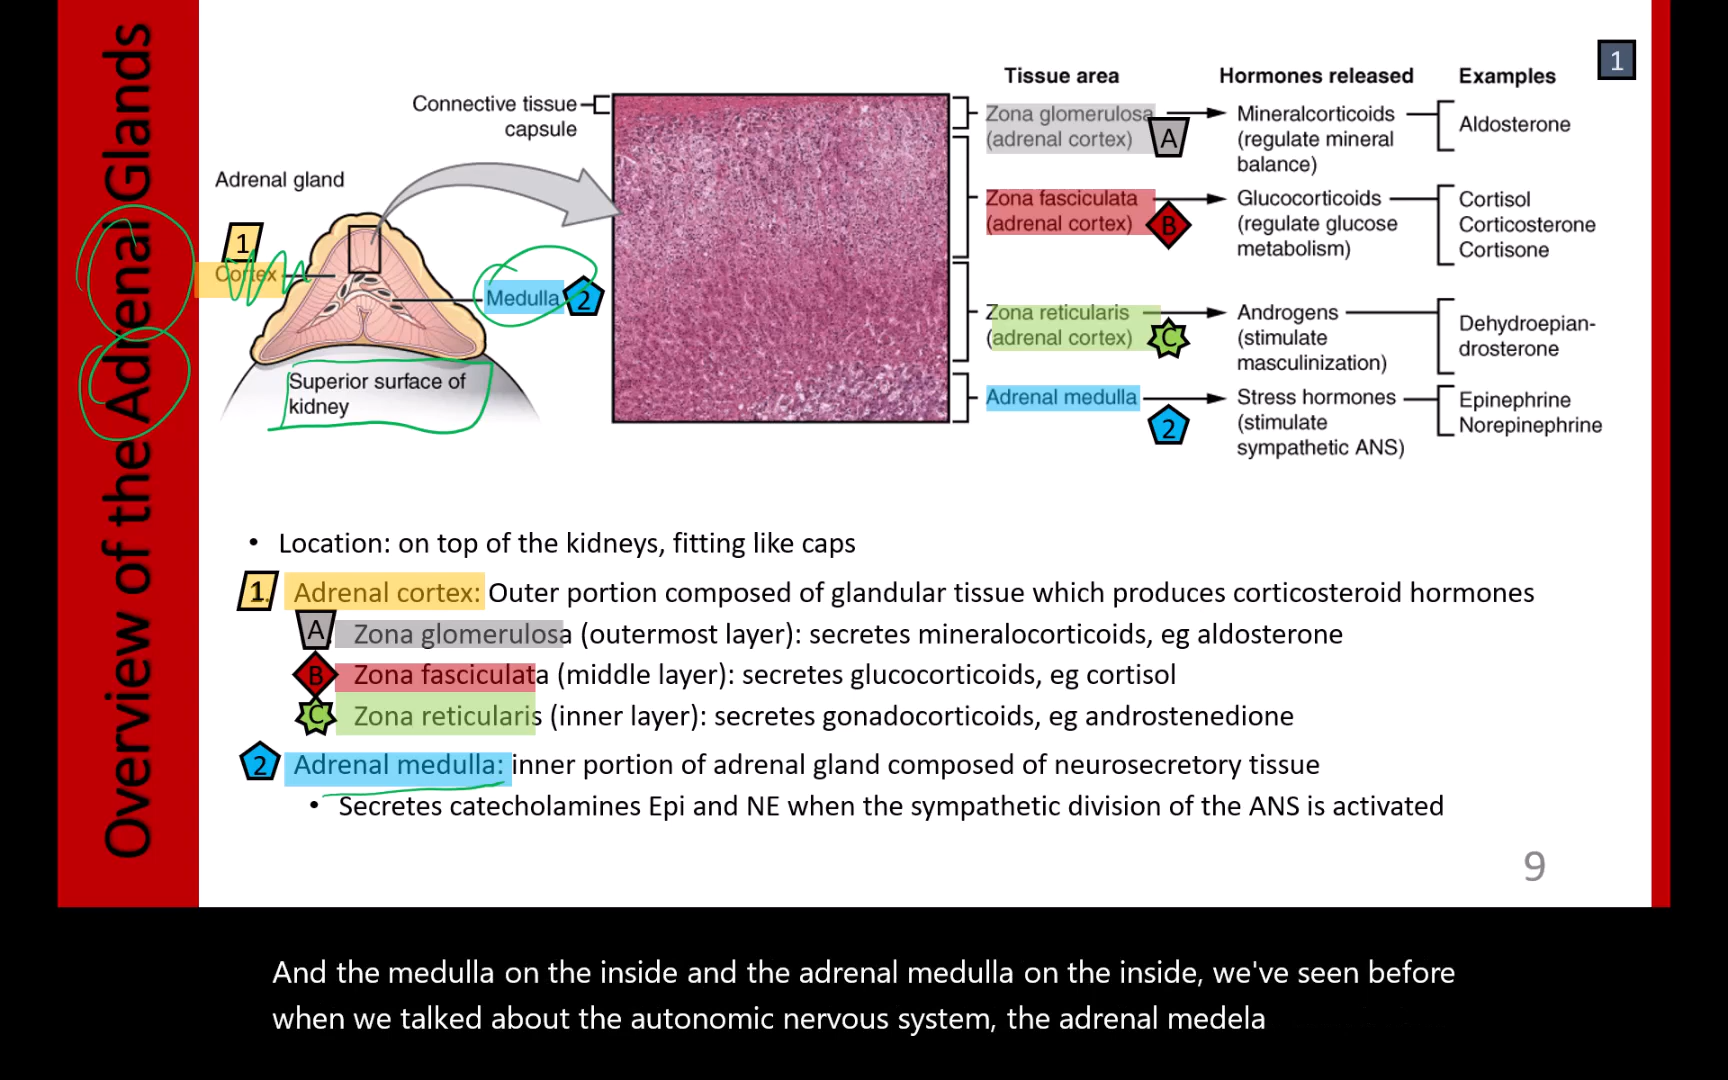 Overview of the Adrenal Glands
1
Tissue area
Hormones released
Examples
Connective tissue
capsule
Adrenal gland
1
Cortex
Medulla
2
Superior surface of
kidney
Zona glomerulosa
(adrenal cortex)
A
Mineralcorticoids
(regulate mineral
balance)
Aldosterone
Zona fasciculata
(adrenal cortex)
B
Glucocorticoids
(regulate glucose
metabolism)
Cortisol
Corticosterone
Cortisone
Zona reticularis
(adrenal cortex)
C
Androgens
(stimulate
masculinization)
Dehydroepian-
drosterone
Adrenal medulla
2
Stress hormones
(stimulate
sympathetic ANS)
Epinephrine
Norepinephrine
• Location: on top of the kidneys, fitting like caps
1. Adrenal cortex: Outer portion composed of glandular tissue which produces corticosteroid hormones
A Zona glomerulosa (outermost layer): secretes mineralocorticoids, eg aldosterone
B Zona fasciculata (middle layer): secretes glucocorticoids, eg cortisol
C Zona reticularis (inner layer): secretes gonadocorticoids, eg androstenedione
2 Adrenal medulla: inner portion of adrenal gland composed of neurosecretory tissue
• Secretes catecholamines Epi and NE when the sympathetic division of the ANS is activated
9
And the medulla on the inside and the adrenal medulla on the inside, we've seen before
when we talked about the autonomic nervous system, the adrenal medela